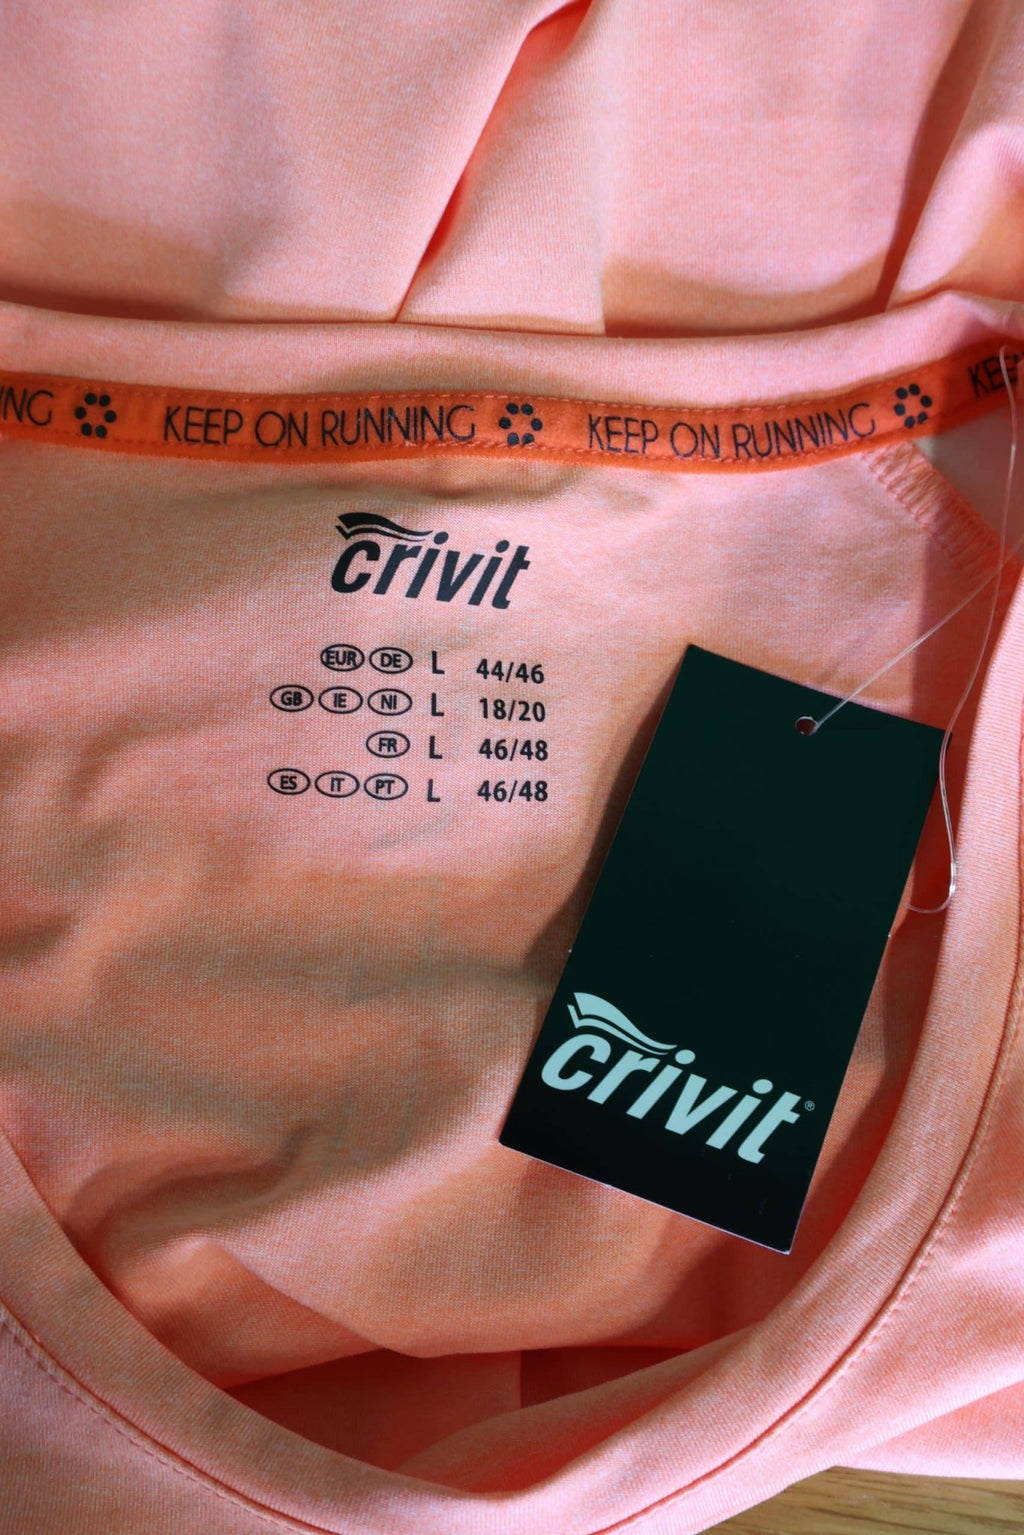 NG KEEP ON RUNNING KEEP ON RUNNING KEE
crivit
EUR DE L 44/46
GB IE NI L 18/20
FR L 46/48
ES IT PT L 46/48
crivit®